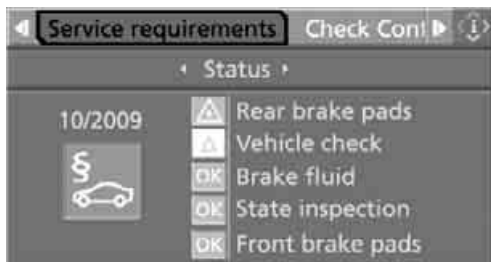 Service requirements Check Cont
Status
10/2009
Rear brake pads
Vehicle check
§
OK Brake fluid
OK State inspection
OK Front brake pads